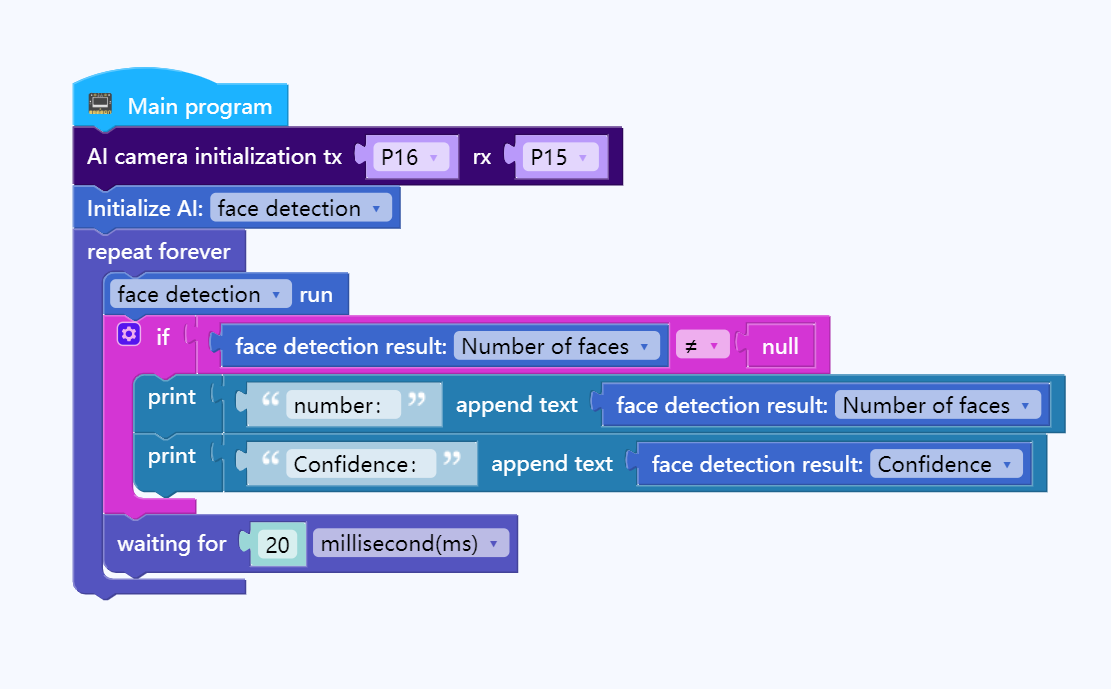 Main program
AI camera initialization tx P16 rx P15
Initialize AI: face detection
repeat forever
face detection run
if face detection result: Number of faces ≠ null
print “ number: ” append text face detection result: Number of faces
print “ Confidence: ” append text face detection result: Confidence
waiting for 20 millisecond(ms)